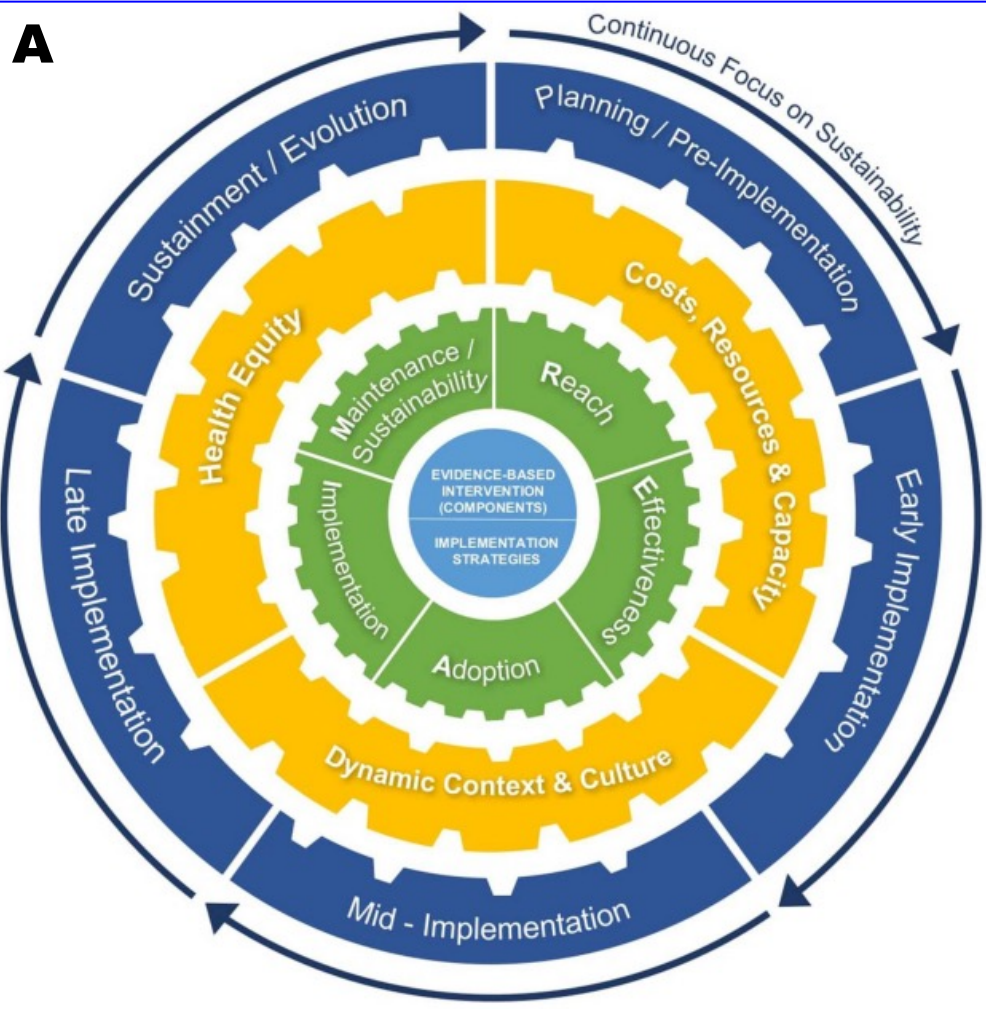 A
Continuous Focus on Sustainability
Planning / Pre-Implementation
Early Implementation
Mid - Implementation
Late Implementation
Sustainment / Evolution
Costs, Resources & Capacity
Dynamic Context & Culture
Health Equity
Reach
Effectiveness
Adoption
Implementation
Maintenance /
Sustainability
EVIDENCE-BASED
INTERVENTION
(COMPONENTS)
IMPLEMENTATION
STRATEGIES